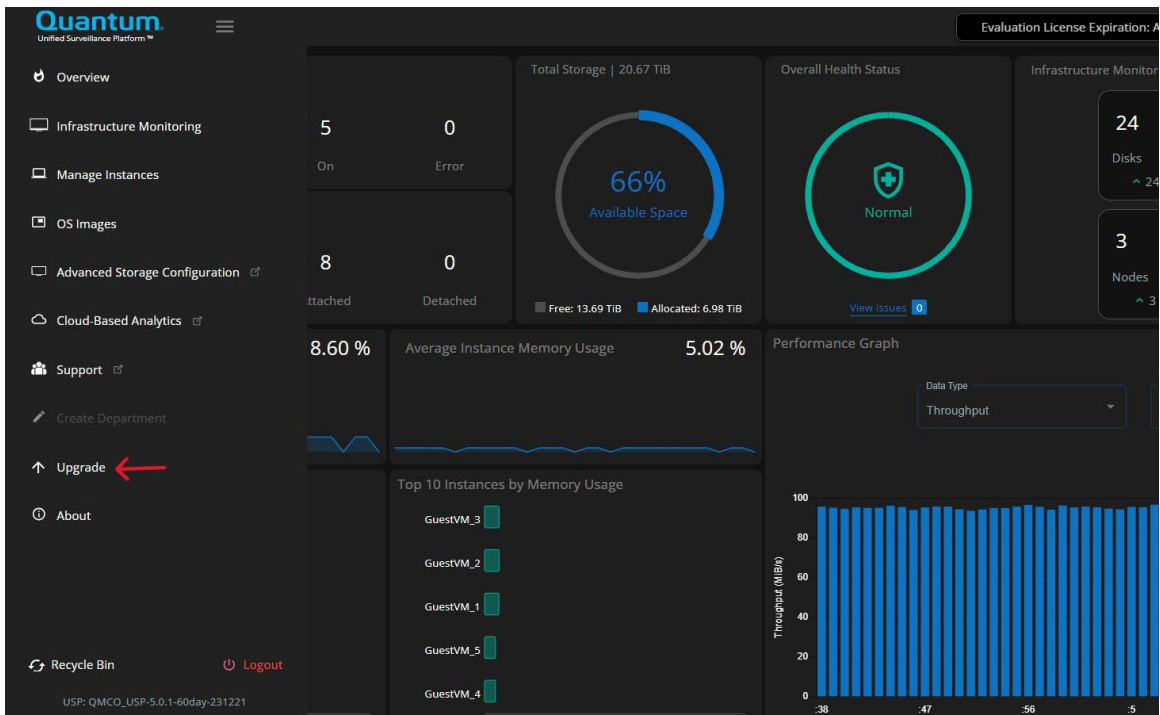 Quantum.
Unified Surveillance Platform ™
Evaluation License Expiration: A
Overview
Infrastructure Monitoring
Manage Instances
OS Images
Advanced Storage Configuration
Cloud-Based Analytics
Support
Create Department
Upgrade
About
Recycle Bin
Logout
USP: QMCO_USP-5.0.1-60day-231221
5
0
On
Error
8
0
ttached
Detached
Total Storage | 20.67 TiB
66%
Available Space
Free: 13.69 TiB
Allocated: 6.98 TiB
Overall Health Status
Normal
View Issues 0
Infrastructure Monitor
24
Disks
24
3
Nodes
3
8.60 %
Average Instance Memory Usage
5.02 %
Top 10 Instances by Memory Usage
GuestVM_3
GuestVM_2
GuestVM_1
GuestVM_5
GuestVM_4
Performance Graph
Data Type
Throughput
Throughput (MiB/s)
100
80
60
40
20
0
:38
:47
:56
:5